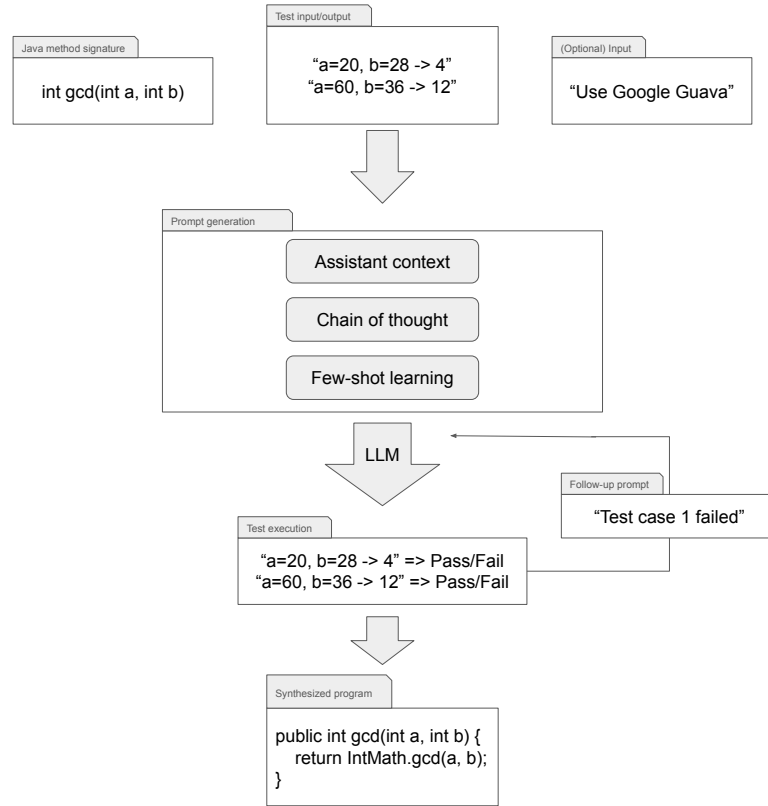 Java method signature
int gcd(int a, int b)
Test input/output
“a=20, b=28 -> 4”
“a=60, b=36 -> 12”
(Optional) Input
“Use Google Guava”
Prompt generation
Assistant context
Chain of thought
Few-shot learning
LLM
Follow-up prompt
“Test case 1 failed”
Test execution
“a=20, b=28 -> 4” => Pass/Fail
“a=60, b=36 -> 12” => Pass/Fail
Synthesized program
public int gcd(int a, int b) {
return IntMath.gcd(a, b);
}